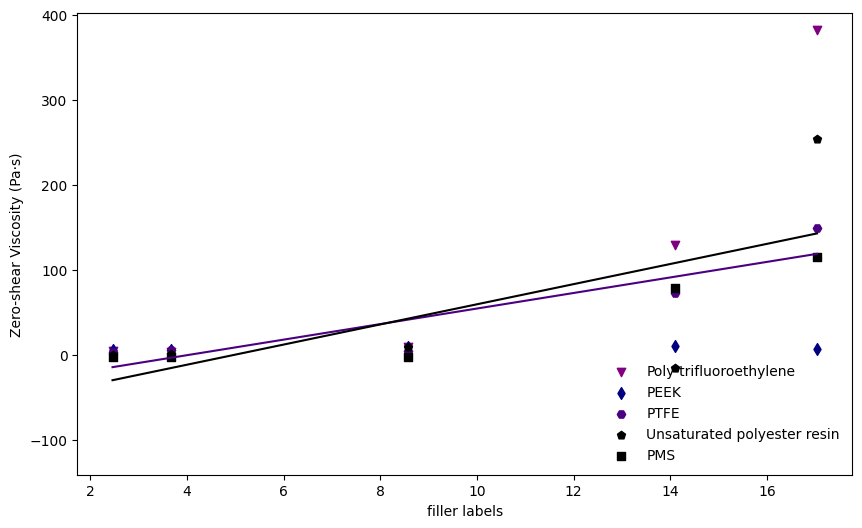 400
300
200
100
0
−100
Zero-shear Viscosity (Pa·s)
2 4 6 8 10 12 14 16
filler labels
Poly trifluoroethylene
PEEK
PTFE
Unsaturated polyester resin
PMS